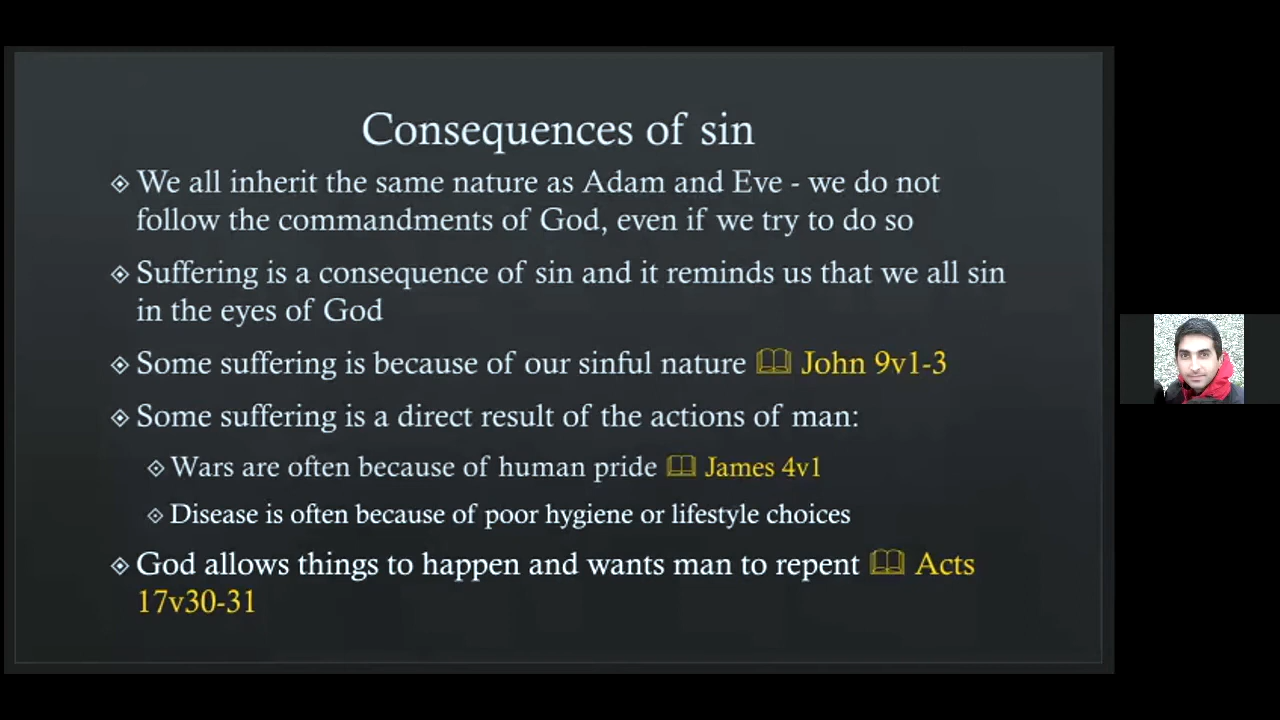 Consequences of sin
We all inherit the same nature as Adam and Eve - we do not
follow the commandments of God, even if we try to do so
Suffering is a consequence of sin and it reminds us that we all sin
in the eyes of God
Some suffering is because of our sinful nature John 9v1-3
Some suffering is a direct result of the actions of man:
Wars are often because of human pride James 4v1
Disease is often because of poor hygiene or lifestyle choices
God allows things to happen and wants man to repent Acts
17v30-31